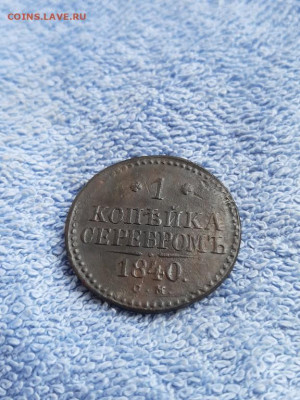 COINS.LAVE.RU
* 1 *
КОПѢЙКА
СЕРЕБРОМЪ
1840.
С. М.